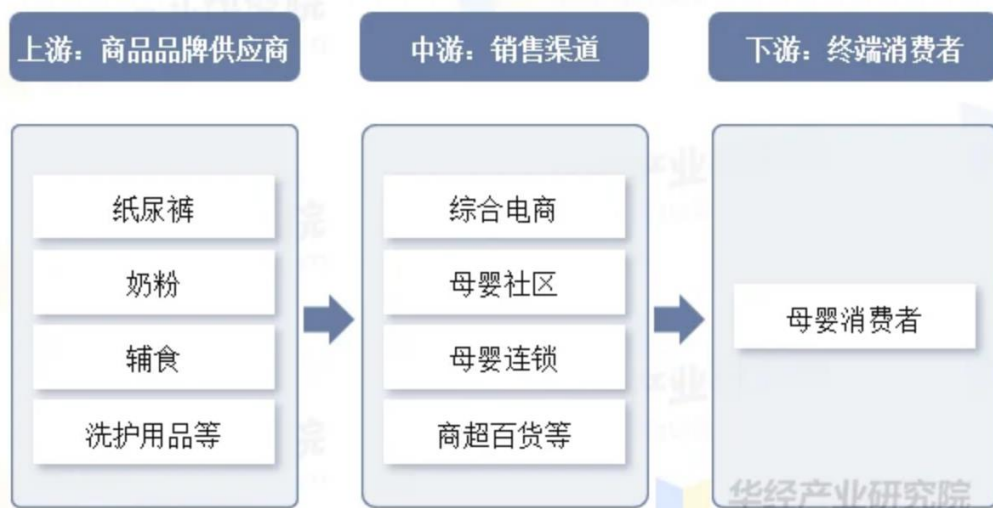 上游：商品品牌供应商
中游：销售渠道
下游：终端消费者
纸尿裤
奶粉
辅食
洗护用品等
综合电商
母婴社区
母婴连锁
商超百货等
母婴消费者
华经产业研究院